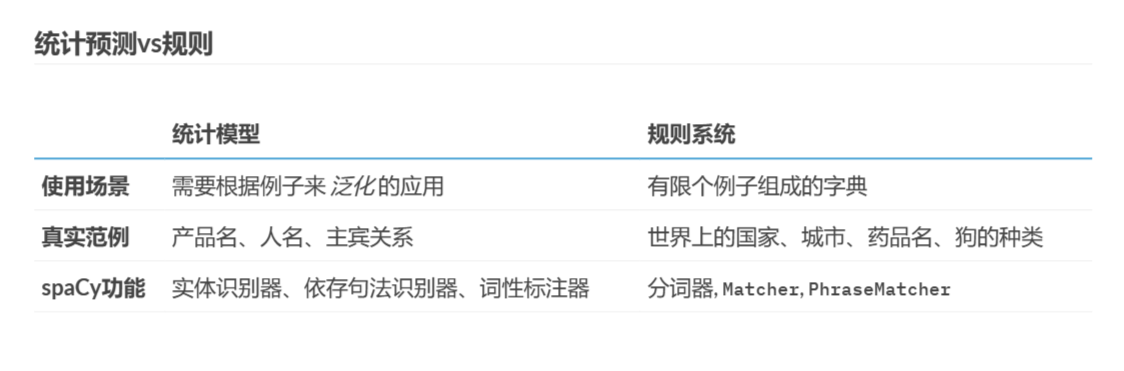 统计预测vs规则
统计模型 规则系统
使用场景 需要根据例子来 泛化 的应用 有限个例子组成的字典
真实范例 产品名、人名、主宾关系 世界上的国家、城市、药品名、狗的种类
spaCy功能 实体识别器、依存句法识别器、词性标注器 分词器, Matcher, PhraseMatcher